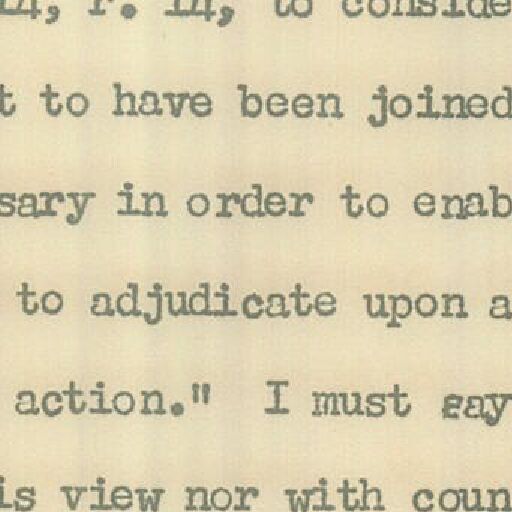 14, r. 14, to conside
t to have been joined
sary in order to enab
to adjudicate upon a
action." I must say
is view nor with coun